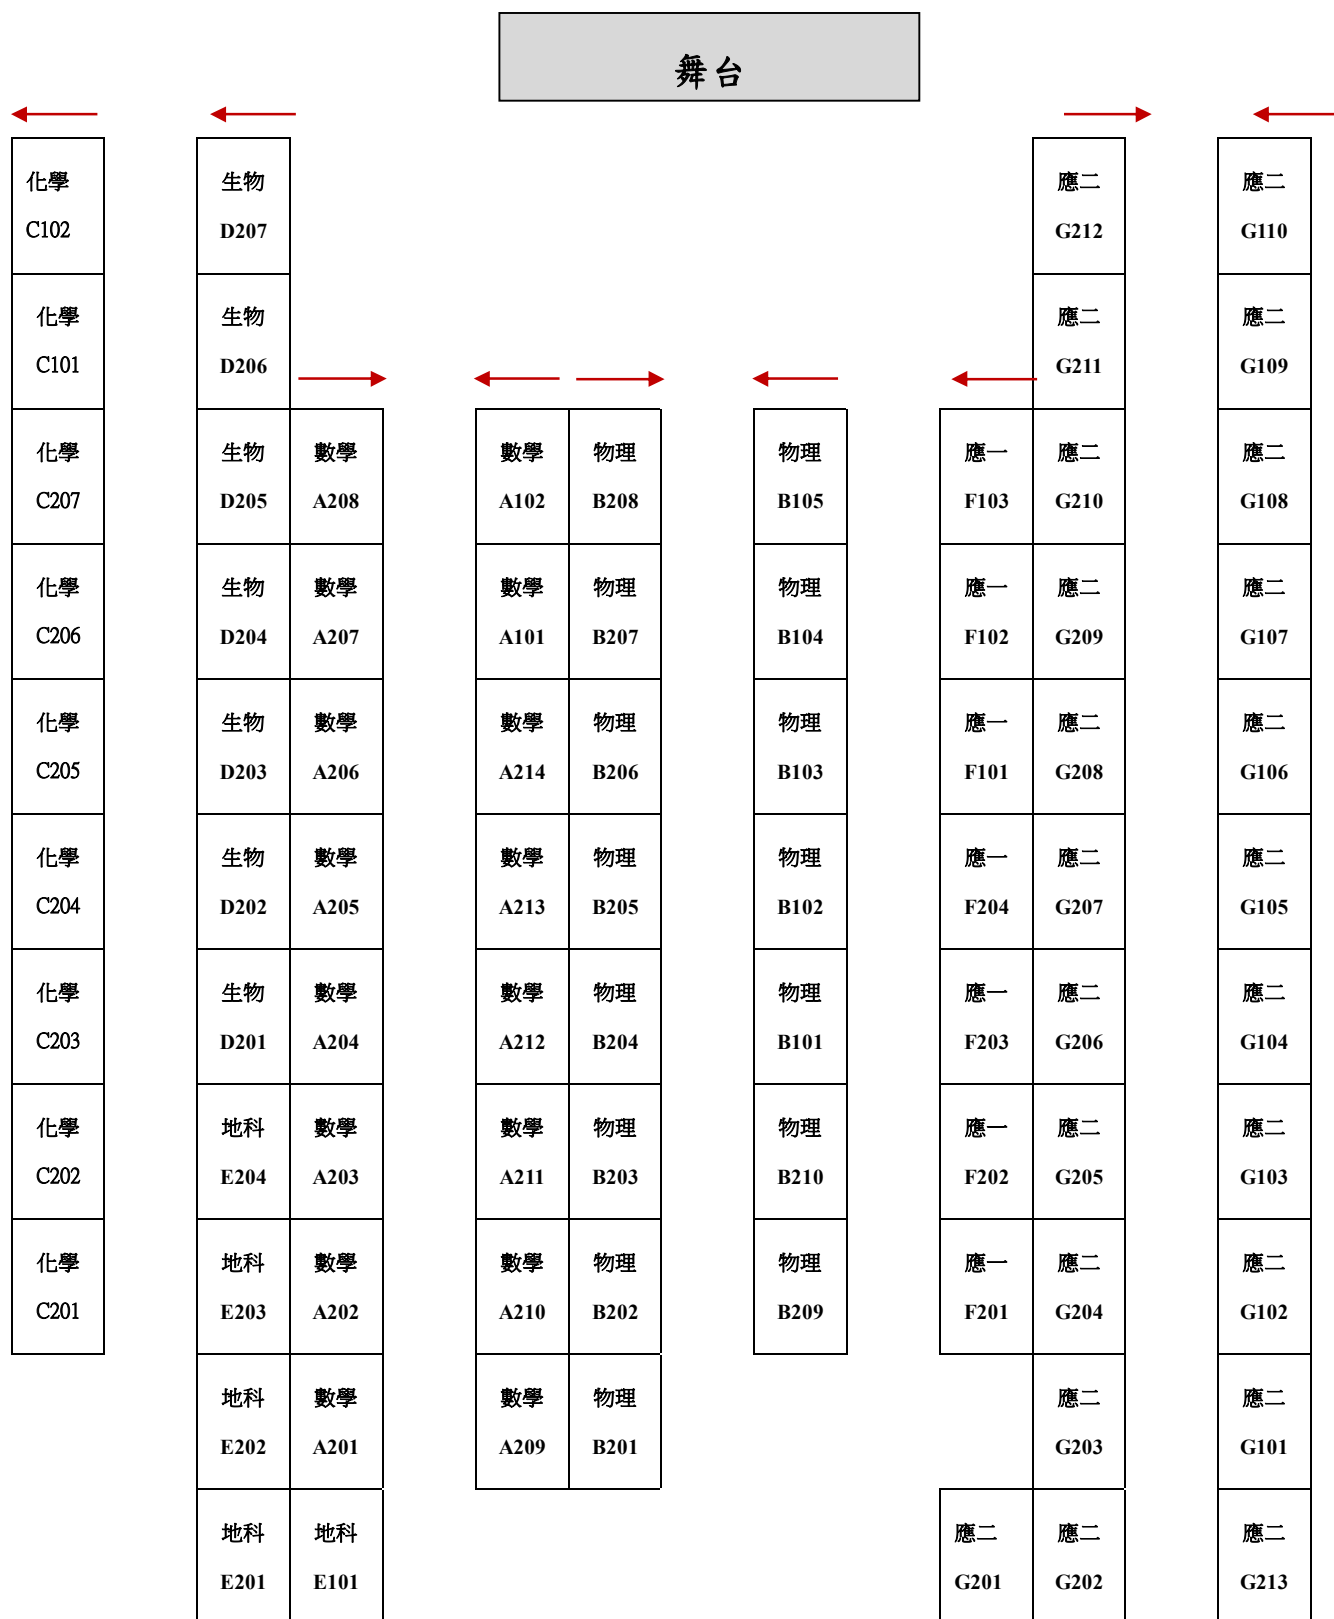 舞台
化學
C102
生物
D207
應二
G212
應二
G110
化學
C101
生物
D206
應二
G211
應二
G109
化學
C207
生物
D205
數學
A208
數學
A102
物理
B208
物理
B105
應一
F103
應二
G210
應二
G108
化學
C206
生物
D204
數學
A207
數學
A101
物理
B207
物理
B104
應一
F102
應二
G209
應二
G107
化學
C205
生物
D203
數學
A206
數學
A214
物理
B206
物理
B103
應一
F101
應二
G208
應二
G106
化學
C204
生物
D202
數學
A205
數學
A213
物理
B205
物理
B102
應一
F204
應二
G207
應二
G105
化學
C203
生物
D201
數學
A204
數學
A212
物理
B204
物理
B101
應一
F203
應二
G206
應二
G104
化學
C202
地科
E204
數學
A203
數學
A211
物理
B203
物理
B210
應一
F202
應二
G205
應二
G103
化學
C201
地科
E203
數學
A202
數學
A210
物理
B202
物理
B209
應一
F201
應二
G204
應二
G102
地科
E202
數學
A201
數學
A209
物理
B201
應二
G203
應二
G101
地科
E201
地科
E101
應二
G201
應二
G202
應二
G213